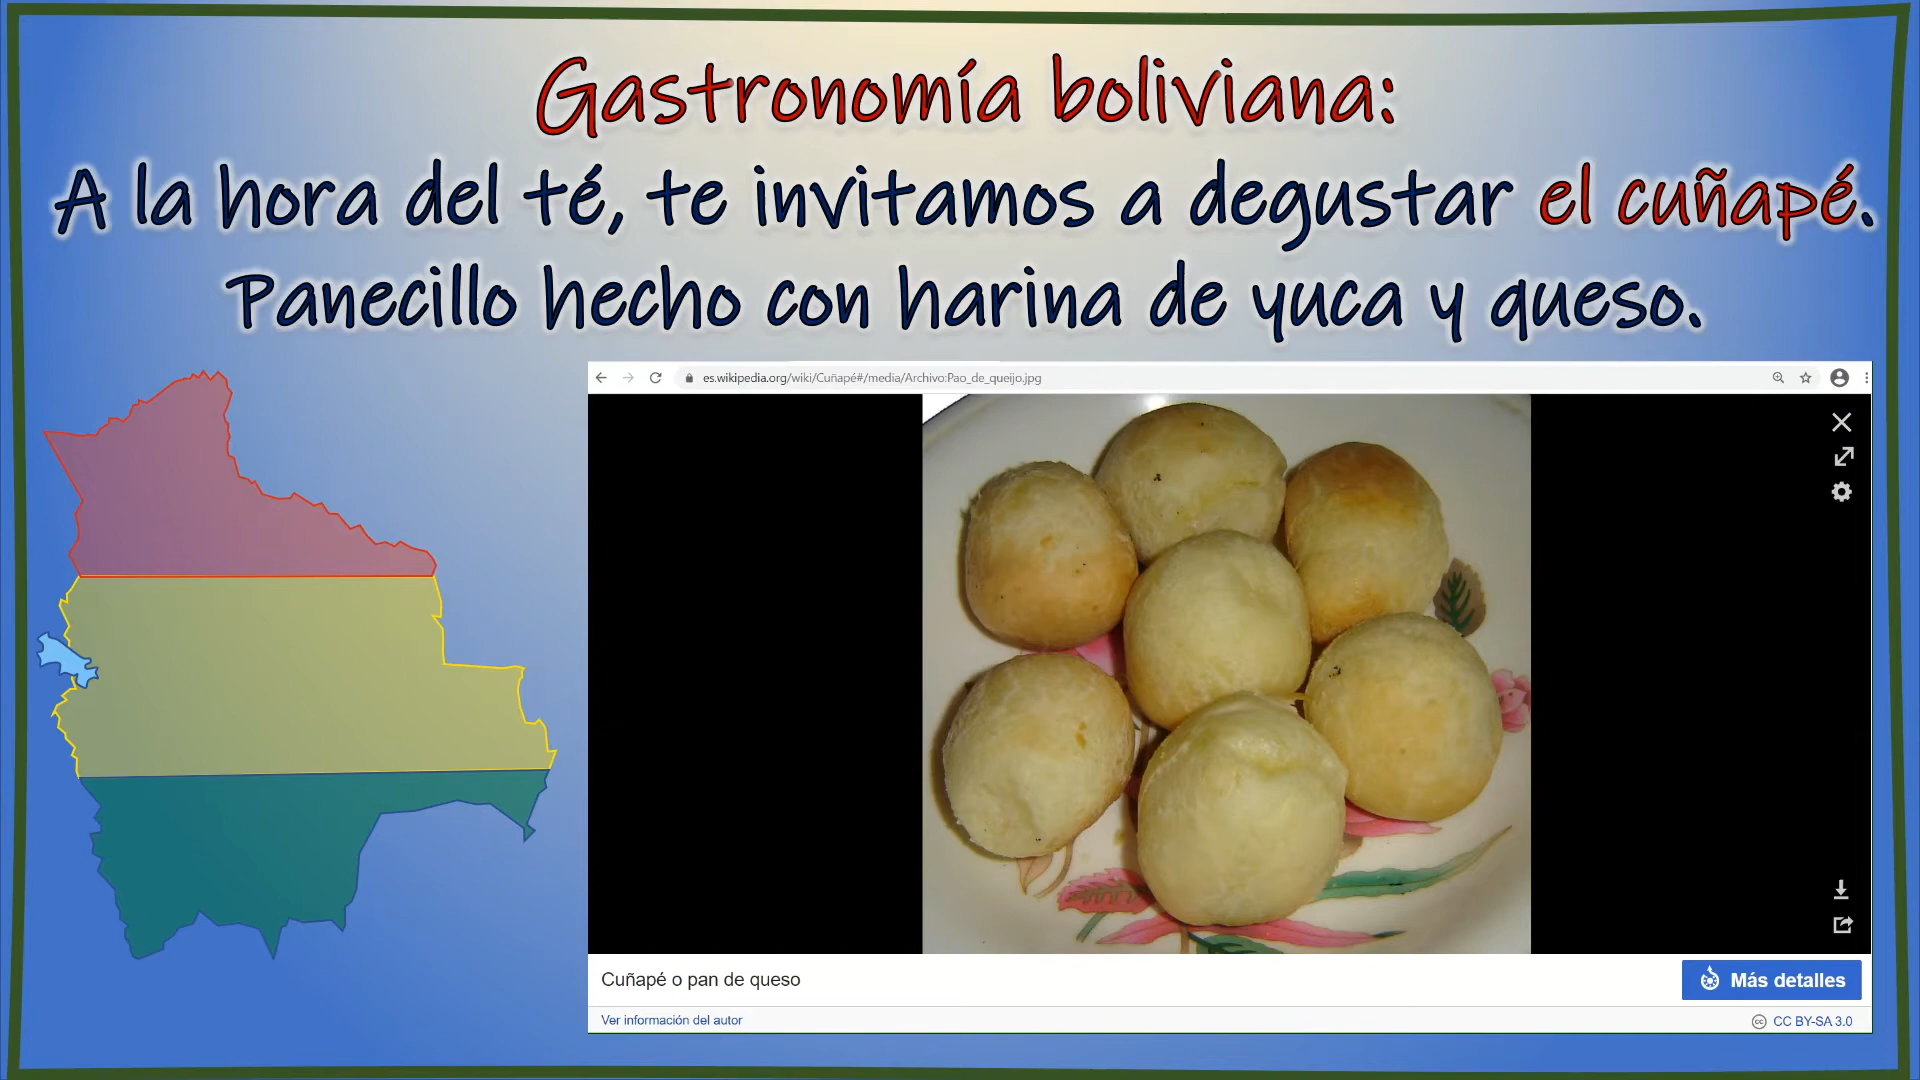 Gastronomía boliviana:
A la hora del té, te invitamos a degustar el cuñapé.
Panecillo hecho con harina de yuca y queso.
es.wikipedia.org/wiki/Cuñapé#/media/Archivo:Pao_de_queijo.jpg
Cuñapé o pan de queso
Más detalles
Ver información del autor
CC BY-SA 3.0